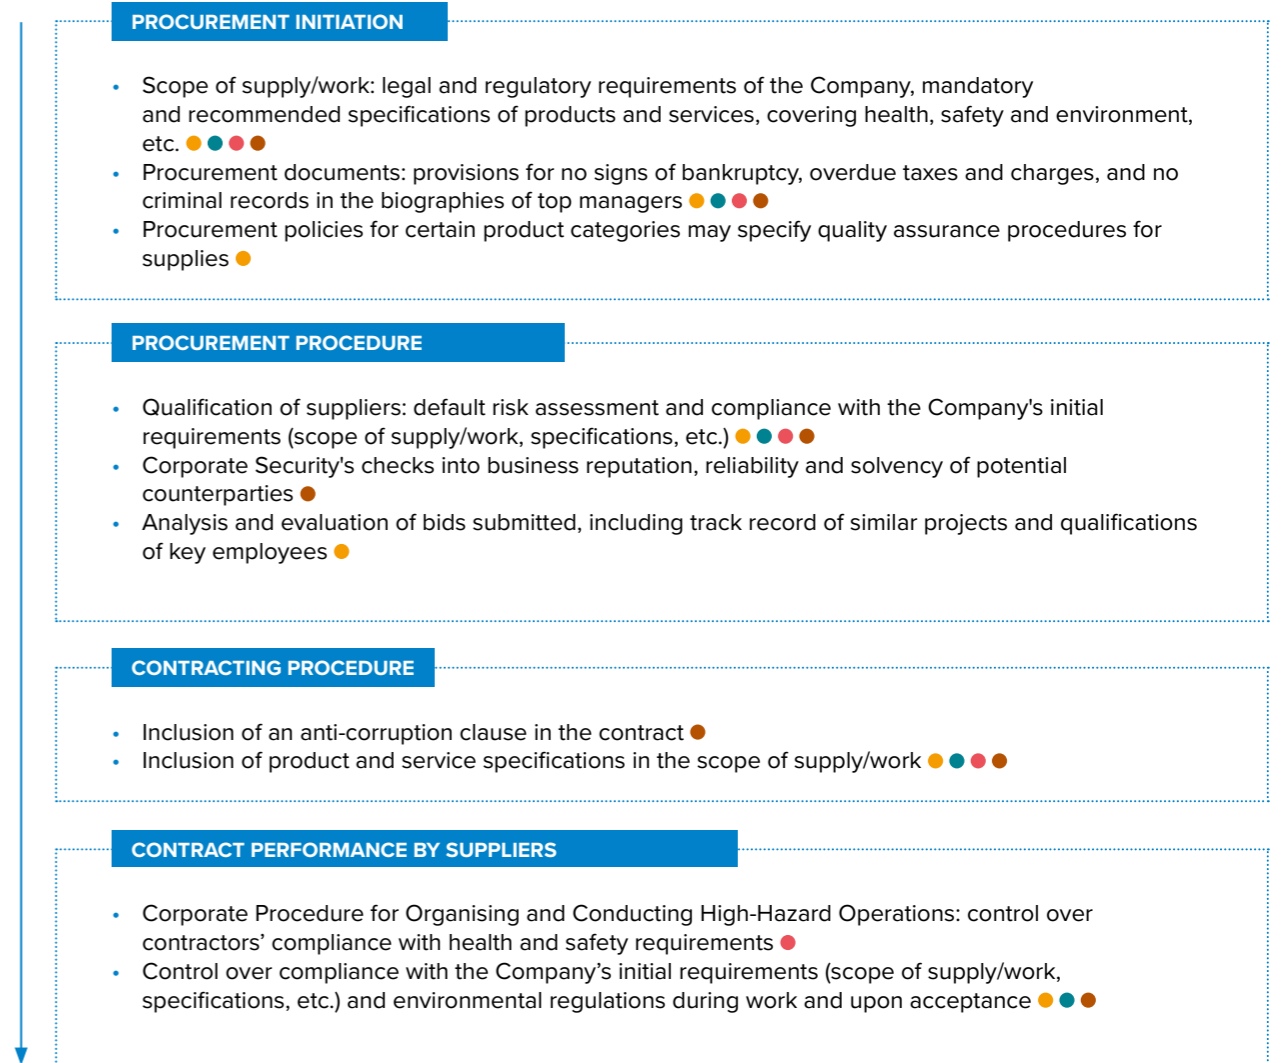 PROCUREMENT INITIATION
• Scope of supply/work: legal and regulatory requirements of the Company, mandatory
and recommended specifications of products and services, covering health, safety and environment,
etc.
• Procurement documents: provisions for no signs of bankruptcy, overdue taxes and charges, and no
criminal records in the biographies of top managers
• Procurement policies for certain product categories may specify quality assurance procedures for
supplies
PROCUREMENT PROCEDURE
• Qualification of suppliers: default risk assessment and compliance with the Company's initial
requirements (scope of supply/work, specifications, etc.)
• Corporate Security's checks into business reputation, reliability and solvency of potential
counterparties
• Analysis and evaluation of bids submitted, including track record of similar projects and qualifications
of key employees
CONTRACTING PROCEDURE
• Inclusion of an anti-corruption clause in the contract
• Inclusion of product and service specifications in the scope of supply/work
CONTRACT PERFORMANCE BY SUPPLIERS
• Corporate Procedure for Organising and Conducting High-Hazard Operations: control over
contractors’ compliance with health and safety requirements
• Control over compliance with the Company’s initial requirements (scope of supply/work,
specifications, etc.) and environmental regulations during work and upon acceptance